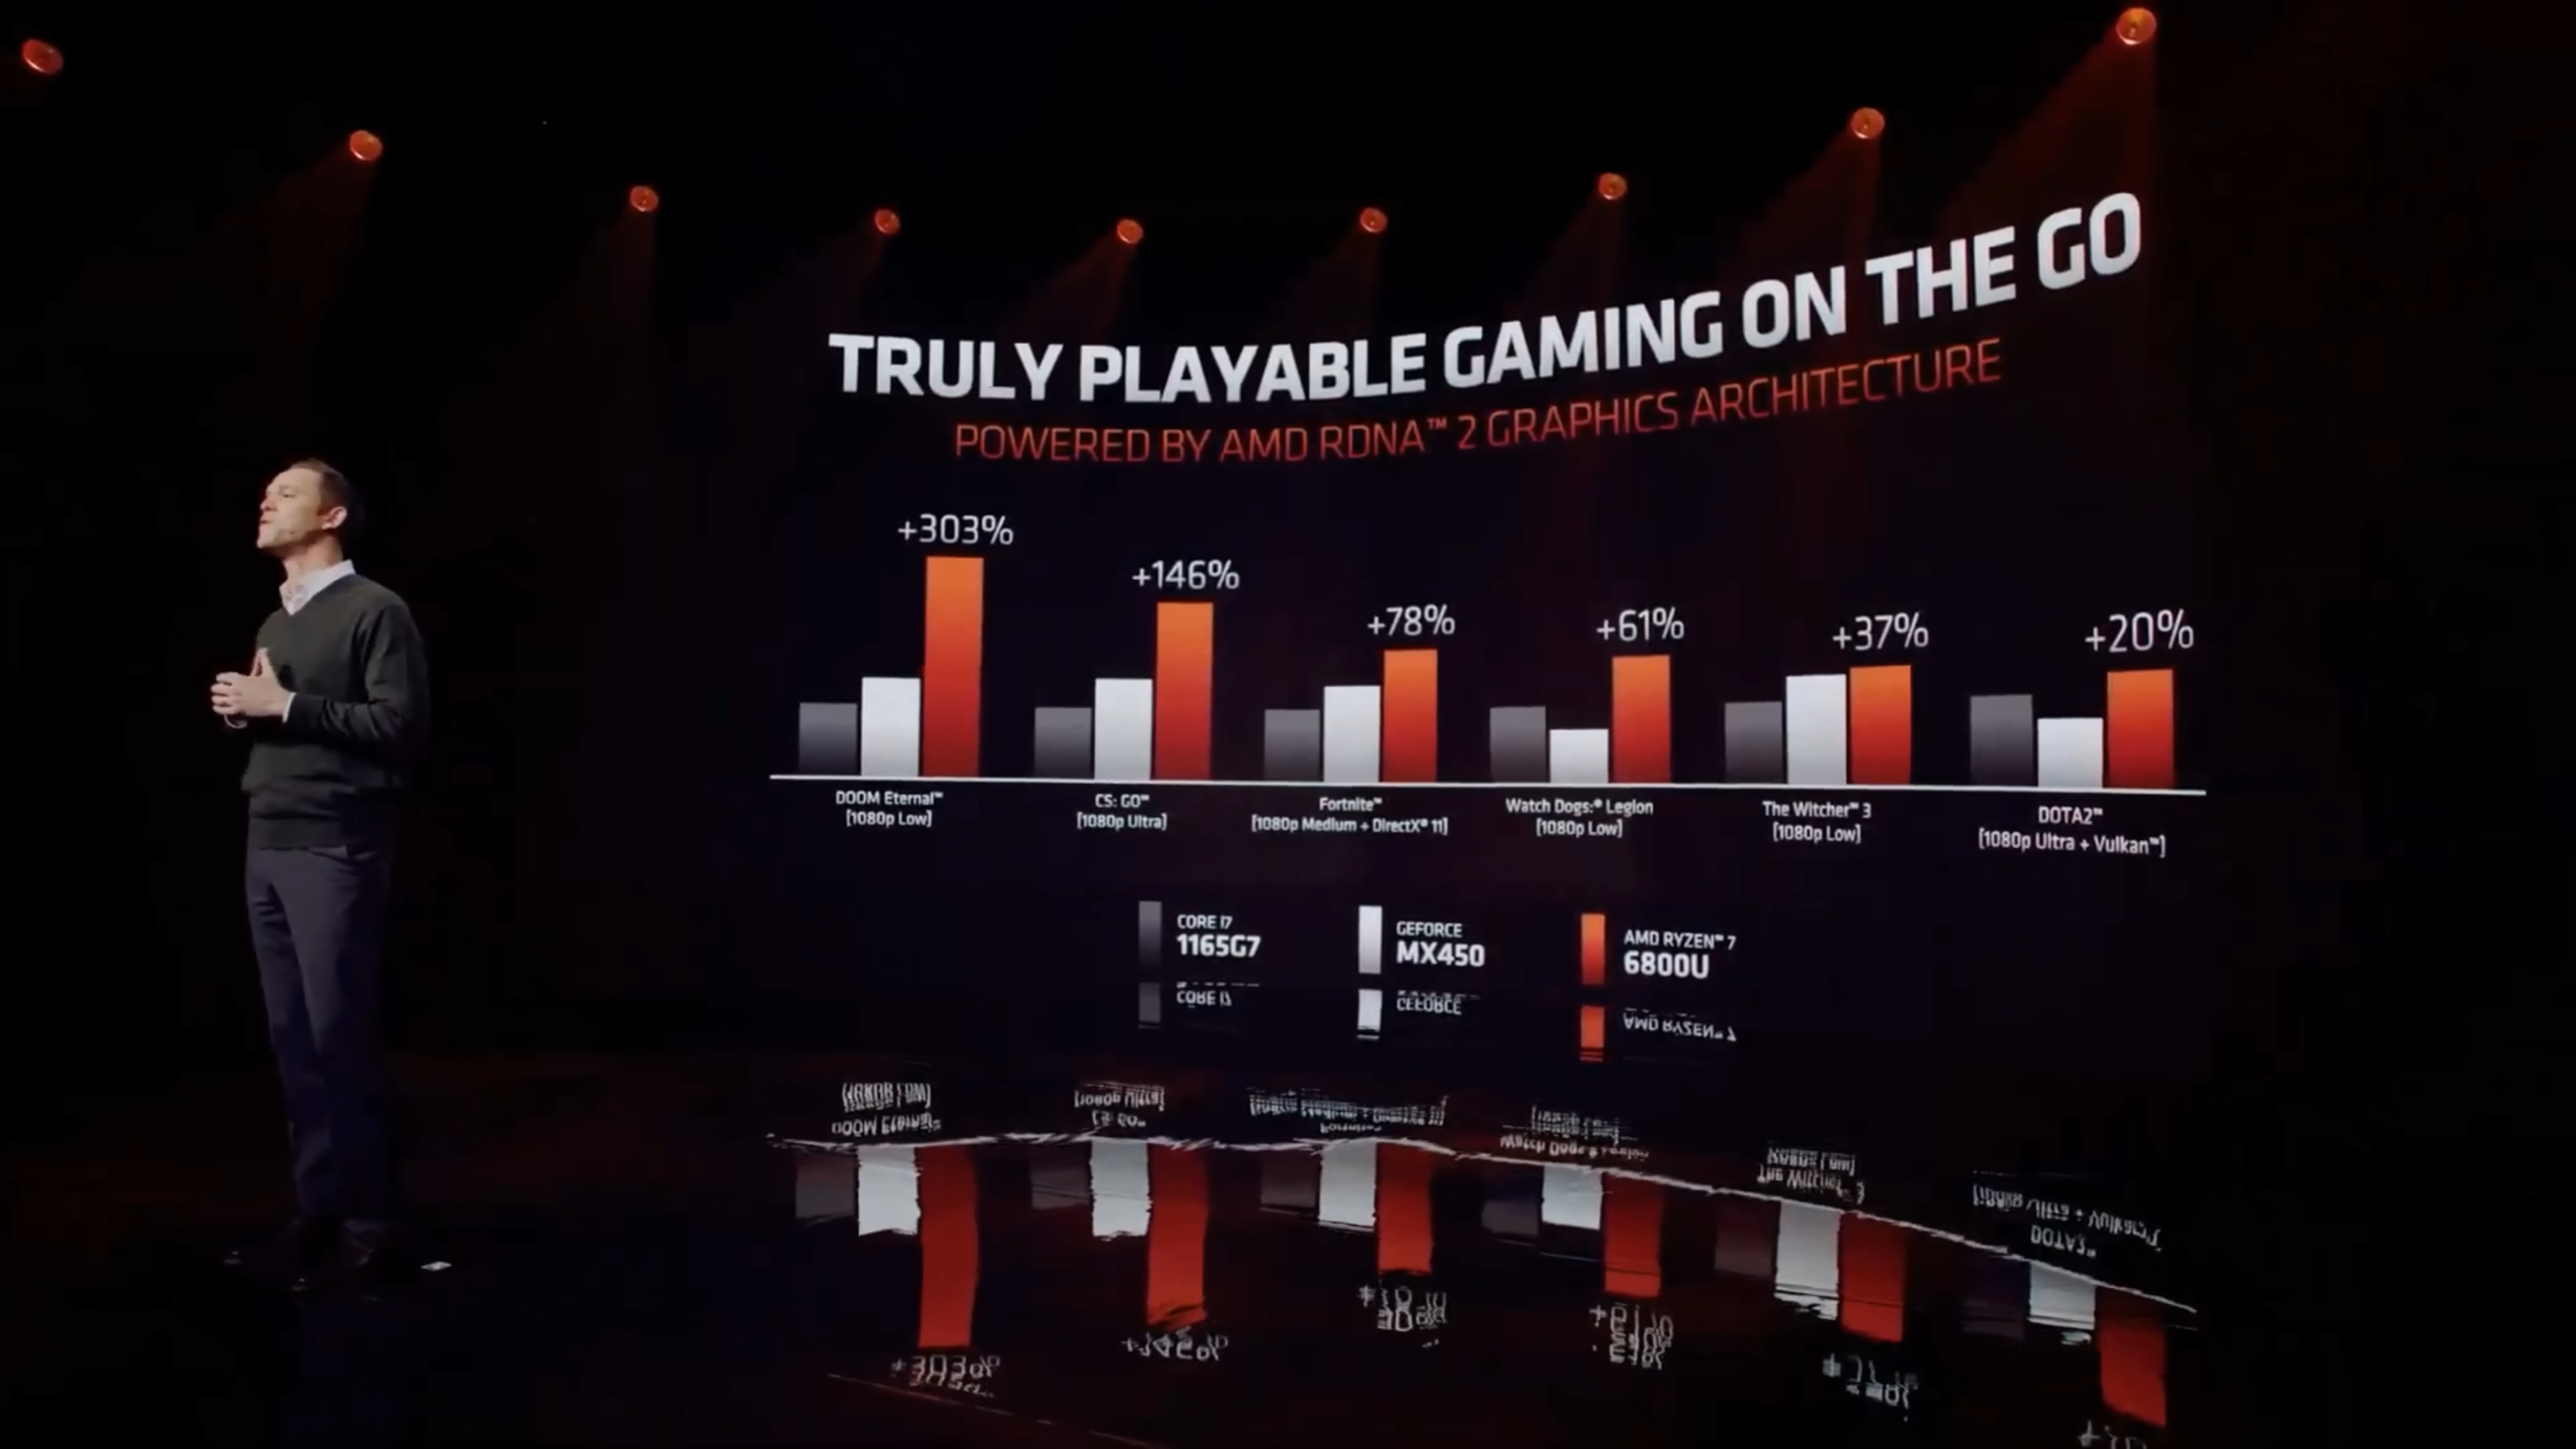 TRULY PLAYABLE GAMING ON THE GO
POWERED BY AMD RDNA™ 2 GRAPHICS ARCHITECTURE
+303%
+146%
+78%
+61%
+37%
+20%
DOOM Eternal™
[1080p Low]
CS: GO™
[1080p Ultra]
Fortnite™
[1080p Medium + DirectX® 11]
Watch Dogs:® Legion
[1080p Low]
The Witcher™ 3
[1080p Low]
DOTA2™
[1080p Ultra + Vulkan™]
CORE i7
1165G7
GEFORCE
MX450
AMD RYZEN™ 7
6800U